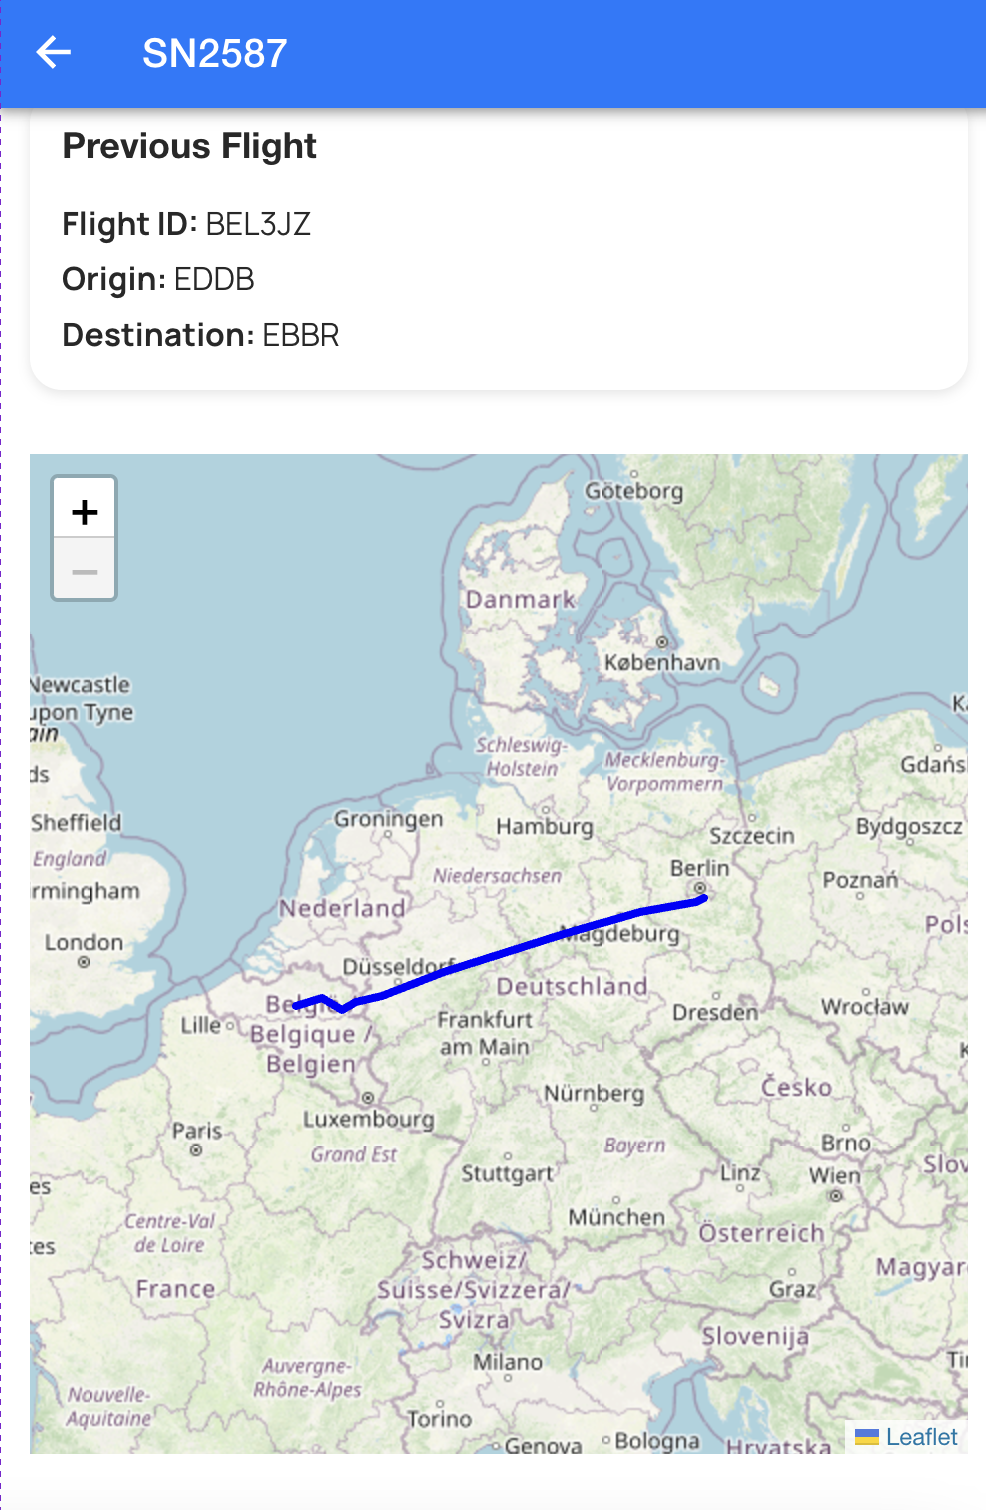 SN2587
Previous Flight
Flight ID: BEL3JZ
Origin: EDDB
Destination: EBBR
+
−
Göteborg
Danmark
København
Newcastle
upon Tyne
ain
ds
Schleswig-
Holstein
Mecklenburg-
Vorpommern
Gdańs
Sheffield
Groningen
Hamburg
Szczecin
Bydgoszcz
England
rmingham
Niedersachsen
Berlin
Poznań
Nederland
Pols
London
Magdeburg
Düsseldorf
Deutschland
België /
Belgique /
Belgien
Lille
Frankfurt
am Main
Dresden
Wrocław
Česko
Nürnberg
Luxembourg
Paris
Grand Est
Bayern
Brno
Stuttgart
Linz
Wien
Slov
es
München
Österreich
Centre-Val
de Loire
tes
France
Schweiz/
Suisse/Svizzera/
Svizra
Magyar
Graz
Slovenija
Milano
Auvergne-
Rhône-Alpes
Nouvelle-
Aquitaine
Torino
Genova
Bologna
Hrvatska
Leaflet